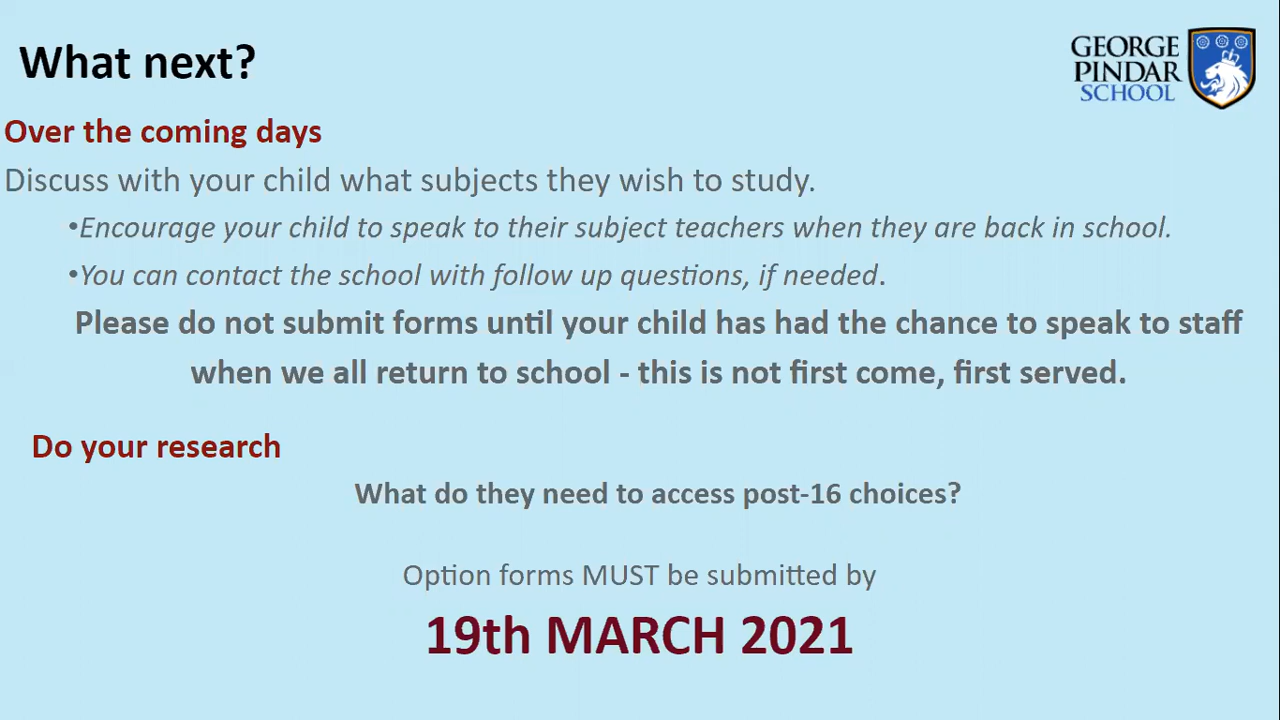 What next?
GEORGE
PINDAR
SCHOOL
Over the coming days
Discuss with your child what subjects they wish to study.
•Encourage your child to speak to their subject teachers when they are back in school.
•You can contact the school with follow up questions, if needed.
Please do not submit forms until your child has had the chance to speak to staff
when we all return to school - this is not first come, first served.
Do your research
What do they need to access post-16 choices?
Option forms MUST be submitted by
19th MARCH 2021